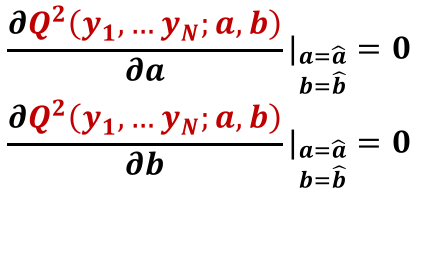 ∂Q²(y₁, … y_N; a, b)
∂a
|a=â
b=b̂
= 0
∂Q²(y₁, … y_N; a, b)
∂b
|a=â
b=b̂
= 0